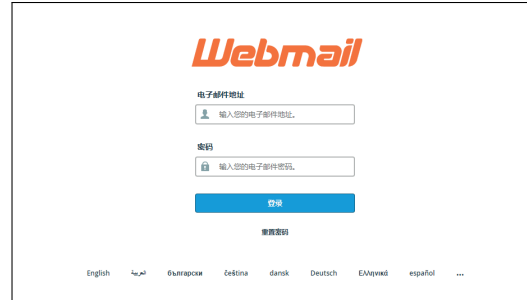 Webmail
电子邮件地址
输入您的电子邮件地址。
密码
输入您的电子邮件密码。
登录
重置密码
English العربية български čeština dansk Deutsch Ελληνικά español ...